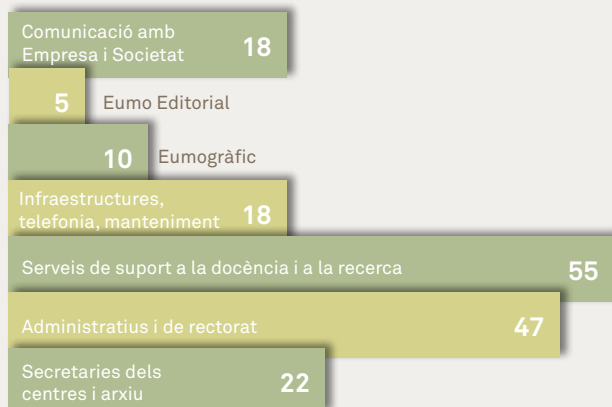 Comunicació amb
Empresa i Societat
18
5
Eumo Editorial
10
Eumogràfic
Infraestructures,
telefonia, manteniment
18
Serveis de suport a la docència i a la recerca
55
Administratius i de rectorat
47
Secretaries dels
centres i arxiu
22